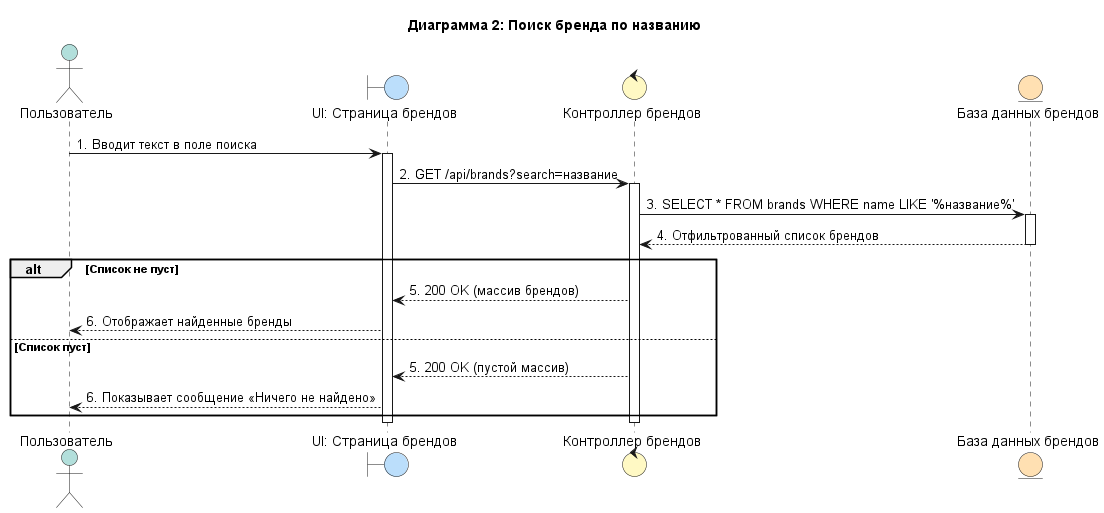 Диаграмма 2: Поиск бренда по названию
Пользователь
UI: Страница брендов
Контроллер брендов
База данных брендов
1. Вводит текст в поле поиска
2. GET /api/brands?search=название
3. SELECT * FROM brands WHERE name LIKE '%название%'
4. Отфильтрованный список брендов
alt
[Список не пуст]
5. 200 OK (массив брендов)
6. Отображает найденные бренды
[Список пуст]
5. 200 OK (пустой массив)
6. Показывает сообщение «Ничего не найдено»
Пользователь
UI: Страница брендов
Контроллер брендов
База данных брендов